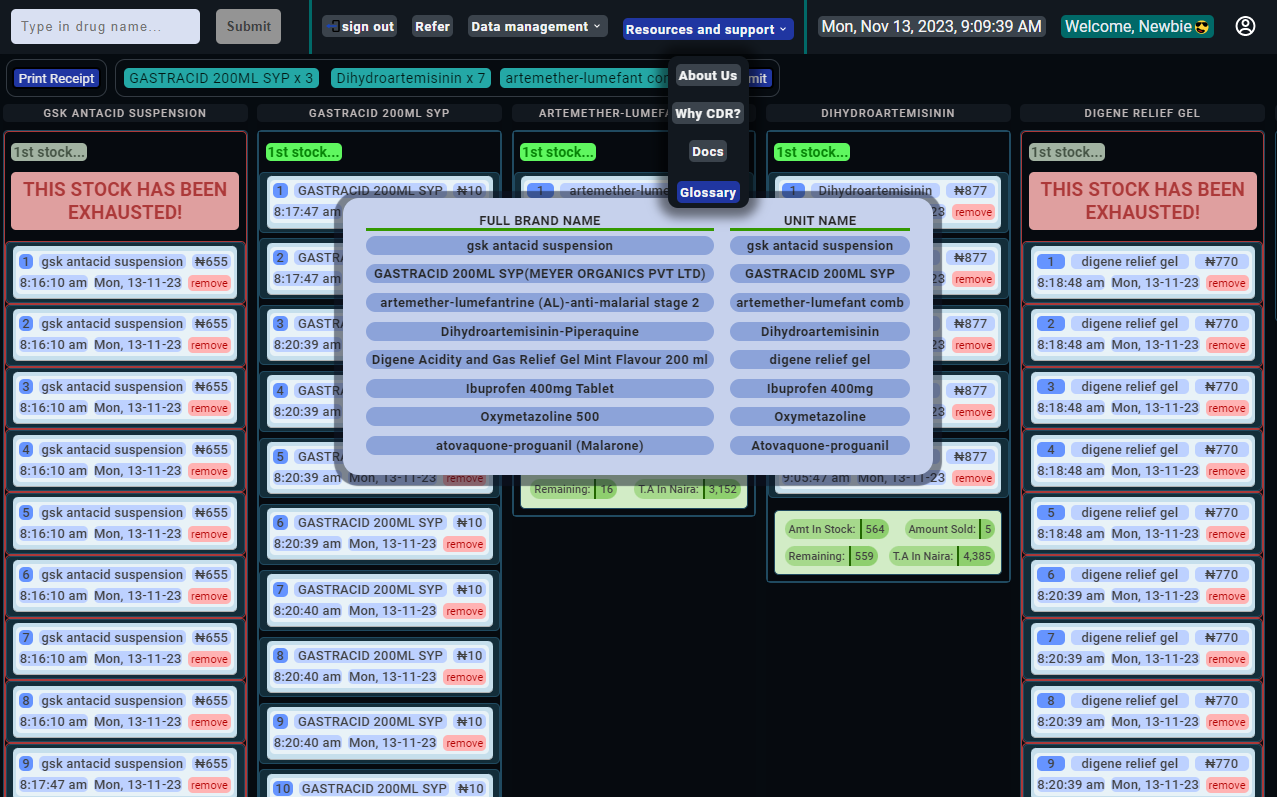 Type in drug name...
Submit
sign out
Refer
Data management
Resources and support
Mon, Nov 13, 2023, 9:09:39 AM
Welcome, Newbie 😎
About Us
Why CDR?
Docs
Glossary
Print Receipt
GASTRACID 200ML SYP x 3
Dihydroartemisinin x 7
artemether-lumefant
GSK ANTACID SUSPENSION
GASTRACID 200ML SYP
ARTEMETHER-LUMEFA
DIHYDROARTEMISININ
DIGENE RELIEF GEL
1st stock...
THIS STOCK HAS BEEN
EXHAUSTED!
1 gsk antacid suspension ₦655
8:16:10 am Mon, 13-11-23 remove
2 gsk antacid suspension ₦655
8:16:10 am Mon, 13-11-23 remove
3 gsk antacid suspension ₦655
8:16:10 am Mon, 13-11-23 remove
4 gsk antacid suspension ₦655
8:16:10 am Mon, 13-11-23 remove
5 gsk antacid suspension ₦655
8:16:10 am Mon, 13-11-23 remove
6 gsk antacid suspension ₦655
8:16:10 am Mon, 13-11-23 remove
7 gsk antacid suspension ₦655
8:16:10 am Mon, 13-11-23 remove
8 gsk antacid suspension ₦655
8:16:10 am Mon, 13-11-23 remove
9 gsk antacid suspension ₦655
8:17:47 am Mon, 13-11-23 remove
1st stock...
1 GASTRACID 200ML SYP ₦10
8:17:47 am
2
8:17:47 am
3
8:20:39 am
4
8:20:39 am
5
8:20:39 am Mon, 13-11-23 remove
6 GASTRACID 200ML SYP ₦10
8:20:39 am Mon, 13-11-23 remove
7 GASTRACID 200ML SYP ₦10
8:20:40 am Mon, 13-11-23 remove
8 GASTRACID 200ML SYP ₦10
8:20:40 am Mon, 13-11-23 remove
9 GASTRACID 200ML SYP ₦10
8:20:40 am Mon, 13-11-23 remove
10 GASTRACID 200ML SYP ₦10
1st stock...
1 artemether-lume
Remaining: 16 T.A In Naira: 3,152
1st stock...
1 Dihydroartemisinin ₦877
23 remove
₦877
23 remove
₦877
23 remove
₦877
23 remove
₦877
9:05:47 am Mon, 13-11-23 remove
Amt In Stock: 564 Amount Sold: 5
Remaining: 559 T.A In Naira: 4,385
1st stock...
THIS STOCK HAS BEEN
EXHAUSTED!
1 digene relief gel ₦770
8:18:48 am Mon, 13-11-23 remove
2 digene relief gel ₦770
8:18:48 am Mon, 13-11-23 remove
3 digene relief gel ₦770
8:18:48 am Mon, 13-11-23 remove
4 digene relief gel ₦770
8:18:48 am Mon, 13-11-23 remove
5 digene relief gel ₦770
8:18:48 am Mon, 13-11-23 remove
6 digene relief gel ₦770
8:20:39 am Mon, 13-11-23 remove
7 digene relief gel ₦770
8:20:39 am Mon, 13-11-23 remove
8 digene relief gel ₦770
8:20:39 am Mon, 13-11-23 remove
9 digene relief gel ₦770
8:20:39 am Mon, 13-11-23 remove
FULL BRAND NAME UNIT NAME
gsk antacid suspension gsk antacid suspension
GASTRACID 200ML SYP(MEYER ORGANICS PVT LTD) GASTRACID 200ML SYP
artemether-lumefantrine (AL)-anti-malarial stage 2 artemether-lumefant comb
Dihydroartemisinin-Piperaquine Dihydroartemisinin
Digene Acidity and Gas Relief Gel Mint Flavour 200 ml digene relief gel
Ibuprofen 400mg Tablet Ibuprofen 400mg
Oxymetazoline 500 Oxymetazoline
atovaquone-proguanil (Malarone) Atovaquone-proguanil